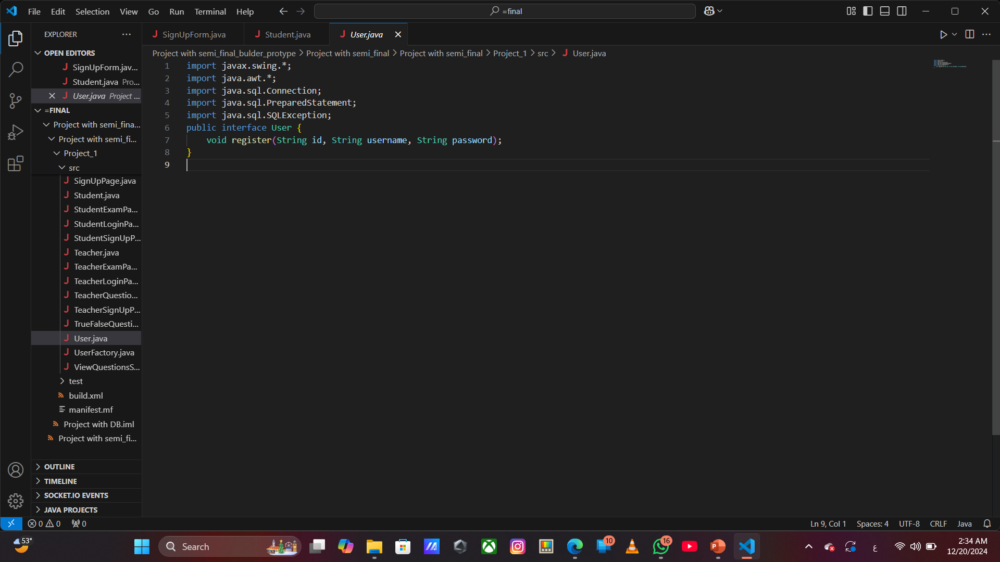 File Edit Selection View Go Run Terminal Help
=final
EXPLORER
OPEN EDITORS
SignUpForm.jav...
Student.java Pro...
User.java Project ...
=FINAL
Project with semi_fina...
Project with semi_fi...
Project_1
src
SignUpPage.java
Student.java
StudentExamPa...
StudentLoginPa...
StudentSignUpP...
Teacher.java
TeacherExamPa...
TeacherLoginPa...
TeacherQuestio...
TeacherSignUpP...
TrueFalseQuesti...
User.java
UserFactory.java
ViewQuestionsS...
test
build.xml
manifest.mf
Project with DB.iml
Project with semi_fi...
OUTLINE
TIMELINE
SOCKET.IO EVENTS
JAVA PROJECTS
SignUpForm.java Student.java User.java
Project with semi_final_bulder_protype > Project with semi_final > Project with semi_final > Project_1 > src > User.java
1 import javax.swing.*;
2 import java.awt.*;
3 import java.sql.Connection;
4 import java.sql.PreparedStatement;
5 import java.sql.SQLException;
6 public interface User {
7 void register(String id, String username, String password);
8 }
9
0 0 0
Ln 9, Col 1 Spaces: 4 UTF-8 CRLF Java
53°
Search
10
16
ع
2:34 AM
12/20/2024